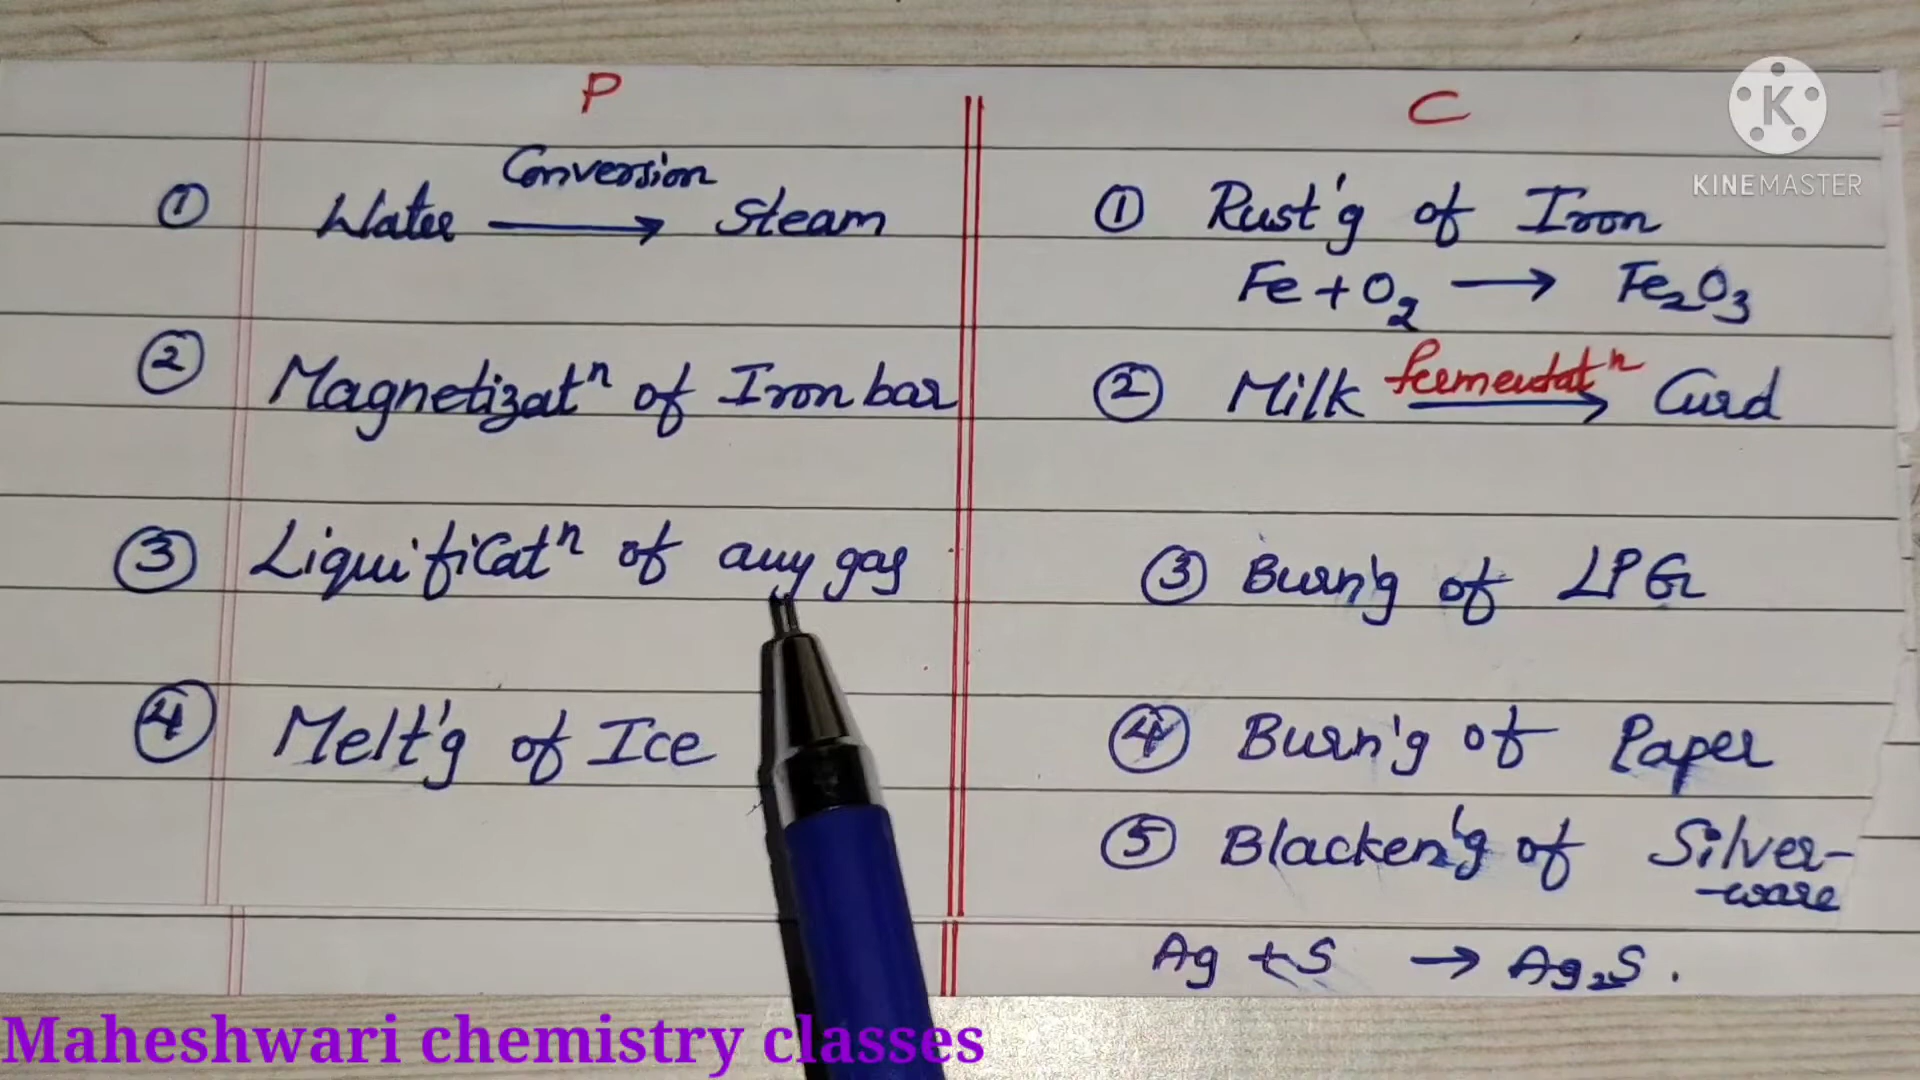 P
① Water Conversion → Steam
② Magnetizatⁿ of Iron bar
③ Liquificatⁿ of any gas
④ Melt'g of Ice
C
① Rust'g of Iron
Fe + O₂ → Fe₂O₃
② Milk fermentatⁿ → Curd
③ Burn'g of LPG
④ Burn'g of Paper
⑤ Blacken'g of Silver-
-ware
Ag + S → Ag₂S.
K
KINEMASTER
Maheshwari chemistry classes